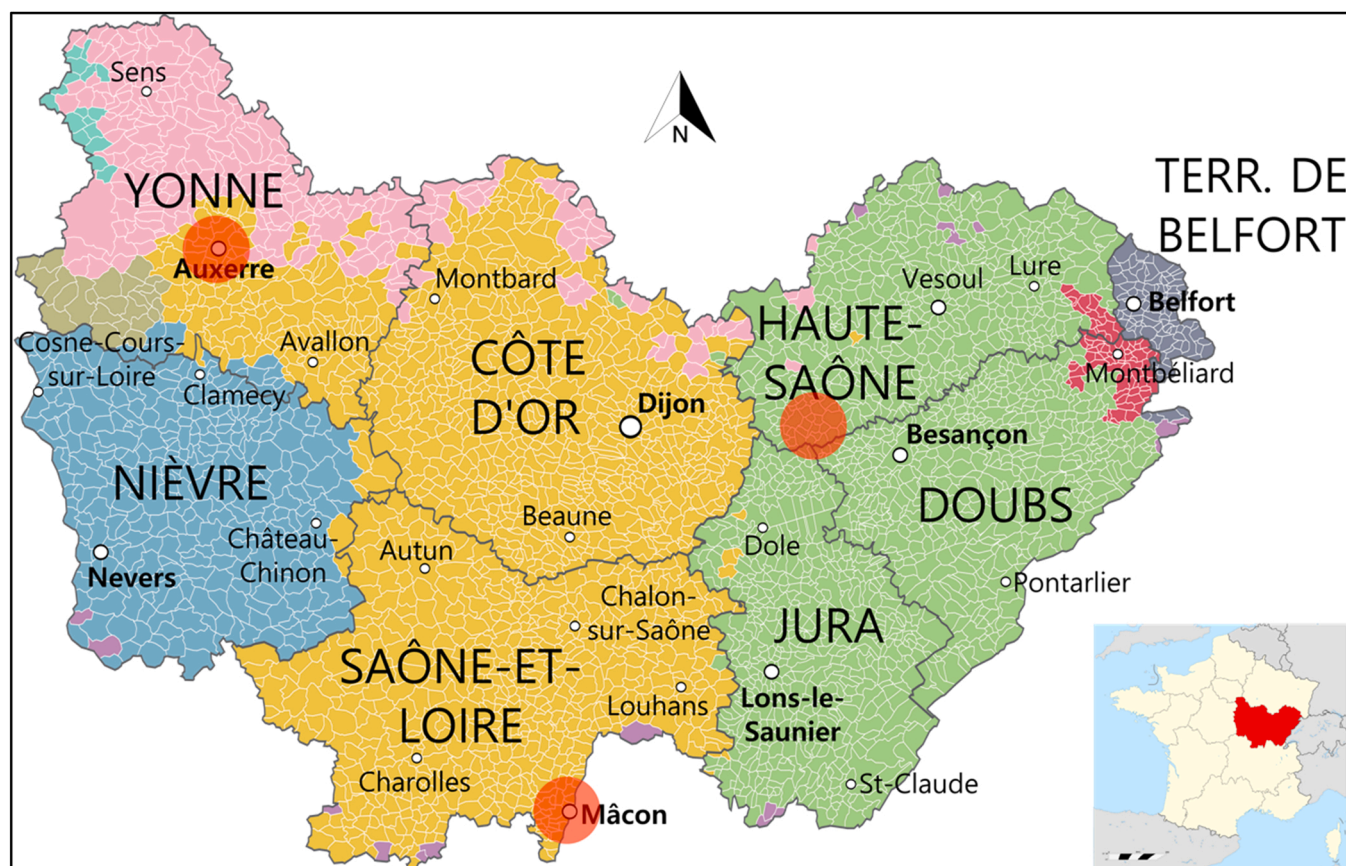 Sens
N
TERR. DE
BELFORT
YONNE
Auxerre
Montbard
Vesoul
Lure
Belfort
HAUTE-
SAÔNE
Cosne-Cours-
sur-Loire
Avallon
Clamecy
CÔTE
D'OR
Dijon
Montbéliard
Besançon
NIÈVRE
DOUBS
Château-
Chinon
Nevers
Beaune
Autun
Dole
Pontarlier
Chalon-
sur-Saône
JURA
SAÔNE-ET-
LOIRE
Louhans
Lons-le-
Saunier
Charolles
St-Claude
Mâcon